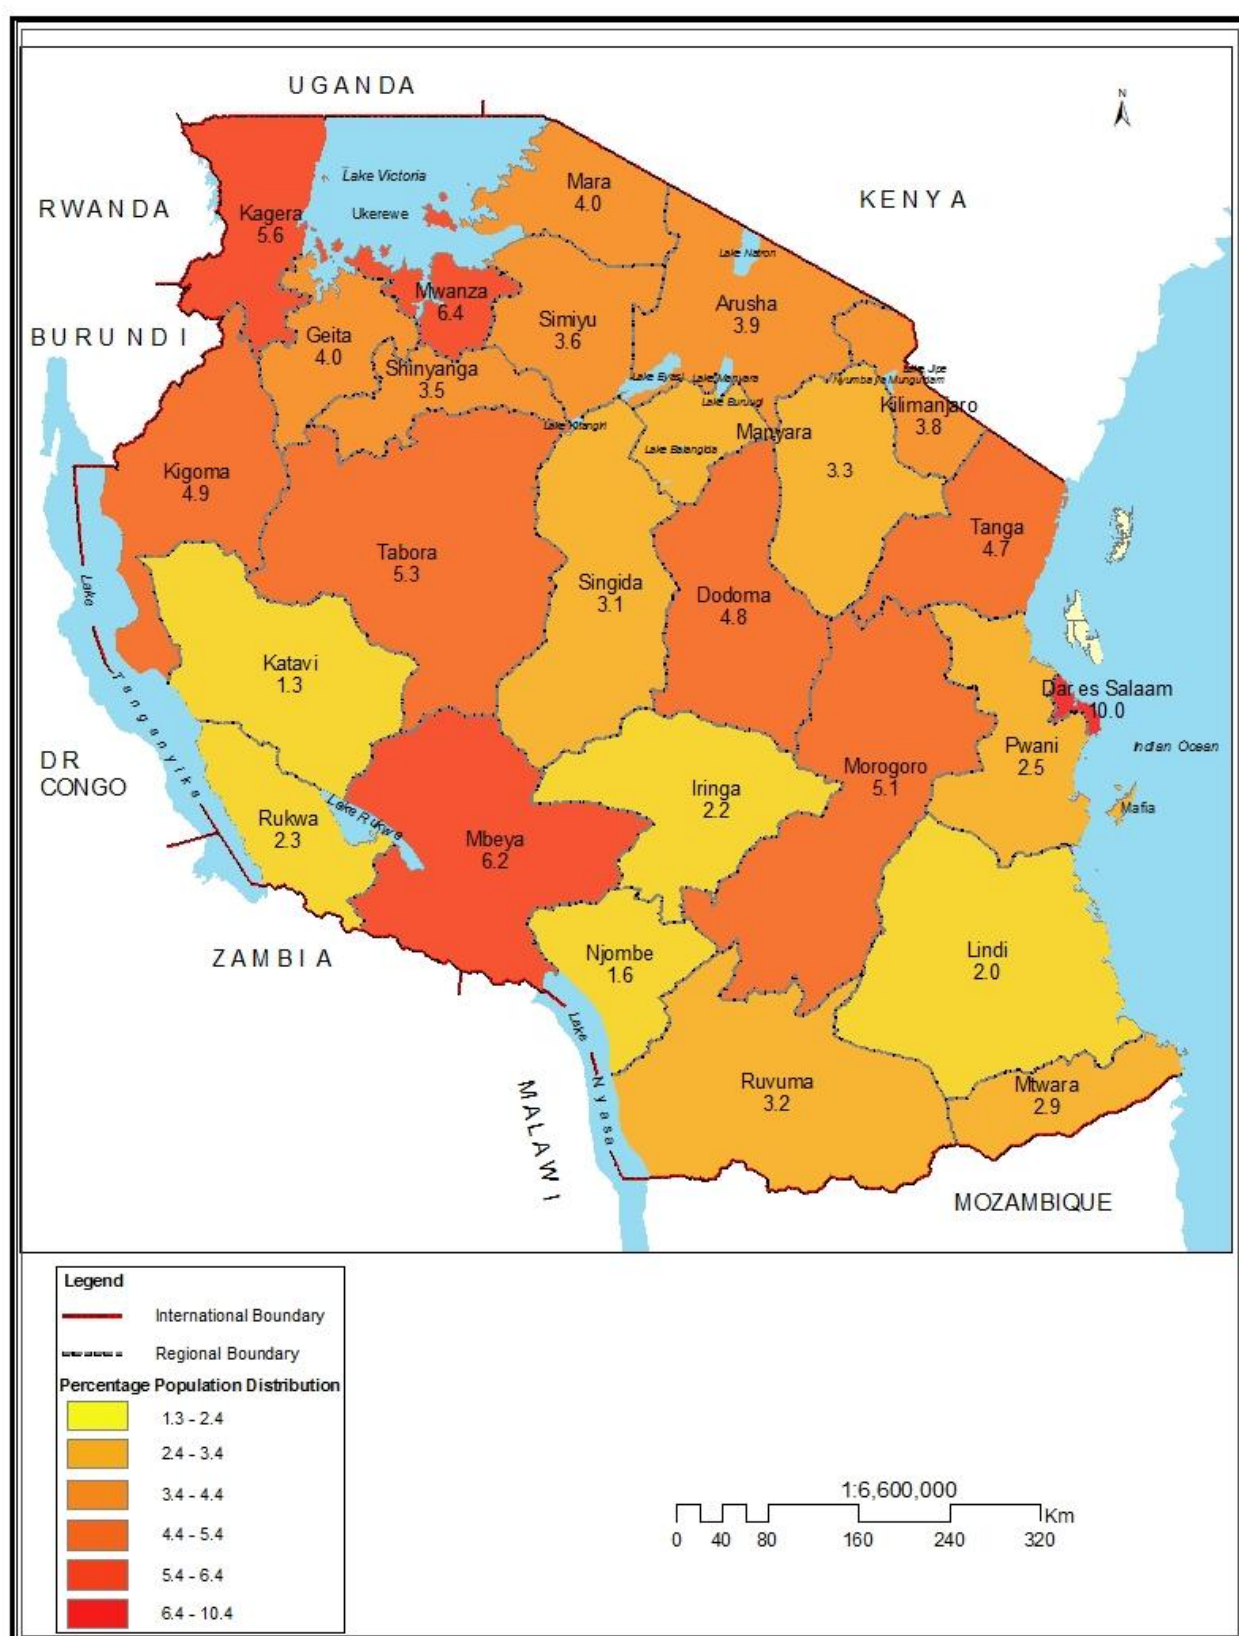 UGANDA
N
Lake Victoria
Mara
4.0
KENYA
RWANDA
Kagera
5.6
Ukerewe
Lake Natron
Mwanza
6.4
Arusha
3.9
Simiyu
3.6
BURUNDI
Geita
4.0
Shinyanga
3.5
Lake Eyasi
Lake Manyara
Lake Jipe
Nyumba ya Mungu dam
Lake Burungi
Kilimanjaro
3.8
Lake Kitangiri
Manyara
3.3
Lake Balangida
Kigoma
4.9
Tanga
4.7
Tabora
5.3
Singida
3.1
Dodoma
4.8
Lake Tanganyika
Katavi
1.3
Dar es Salaam
10.0
Pwani
2.5
Indian Ocean
DR
CONGO
Morogoro
5.1
Iringa
2.2
Mafia
Lake Rukwa
Rukwa
2.3
Mbeya
6.2
ZAMBIA
Njombe
1.6
Lindi
2.0
Lake Nyasa
MALAWI
Ruvuma
3.2
Mtwara
2.9
MOZAMBIQUE
Legend
International Boundary
Regional Boundary
Percentage Population Distribution
1.3 - 2.4
2.4 - 3.4
3.4 - 4.4
4.4 - 5.4
5.4 - 6.4
6.4 - 10.4
1:6,600,000
Km
0 40 80 160 240 320